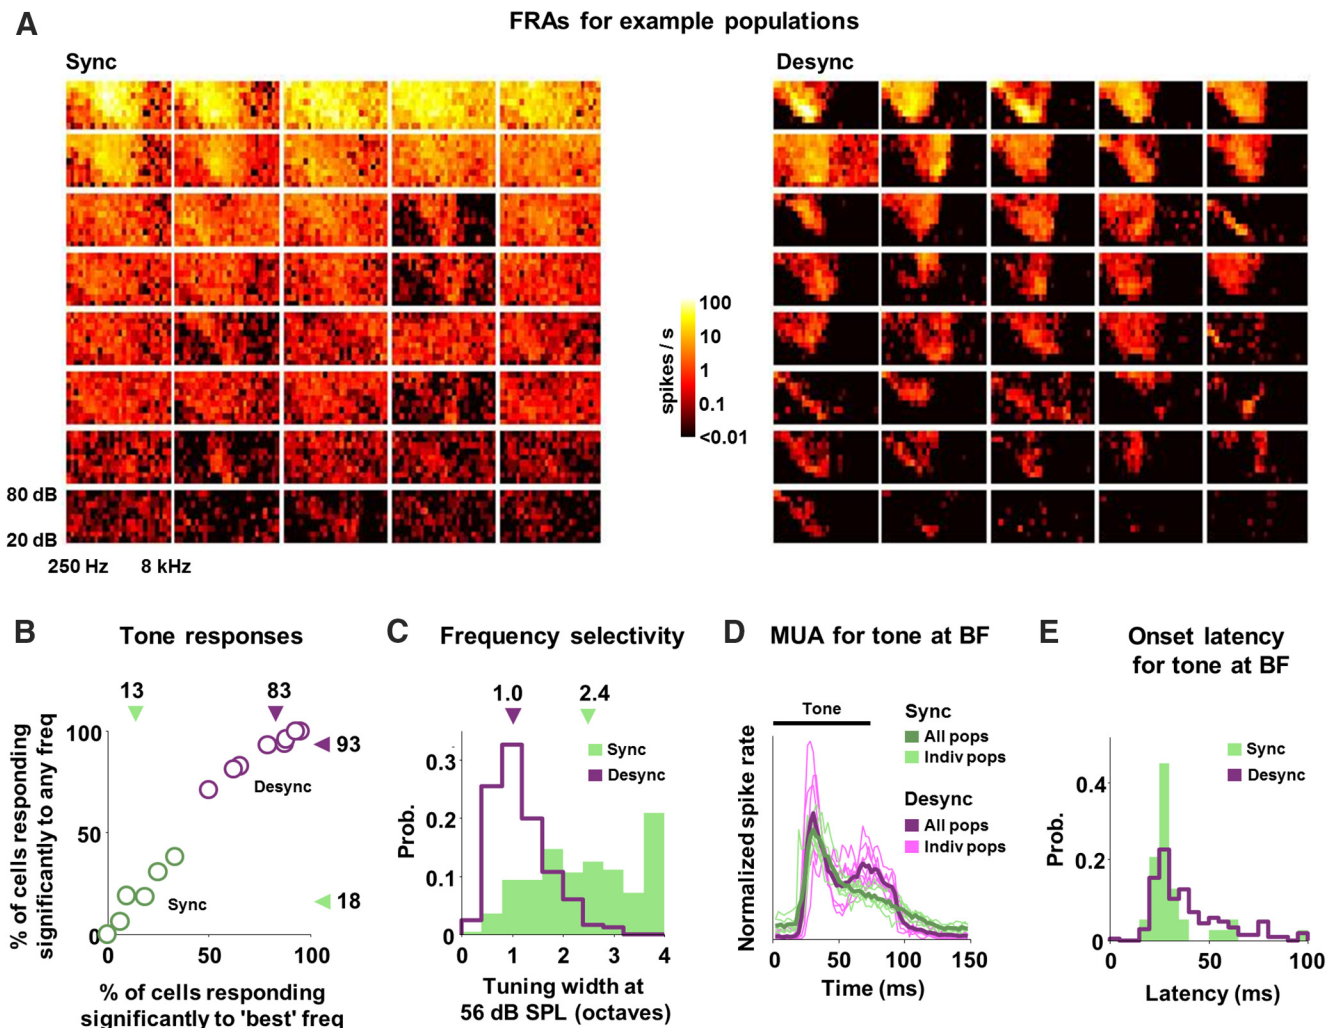 A
FRAs for example populations
Sync
Desync
100
10
1
0.1
<0.01
spikes / s
80 dB
20 dB
250 Hz
8 kHz
B
Tone responses
13
83
100
50
0
93
18
Desync
Sync
0
50
100
% of cells responding
significantly to any freq
% of cells responding
significantly to 'best' freq
C
Frequency selectivity
1.0
2.4
Sync
Desync
0.3
0.2
0.1
0
Prob.
0
1
2
3
4
Tuning width at
56 dB SPL (octaves)
D
MUA for tone at BF
Tone
Sync
All pops
Indiv pops
Desync
All pops
Indiv pops
Normalized spike rate
0
50
100
150
Time (ms)
E
Onset latency
for tone at BF
Sync
Desync
0.4
0.2
0
Prob.
0
50
100
Latency (ms)